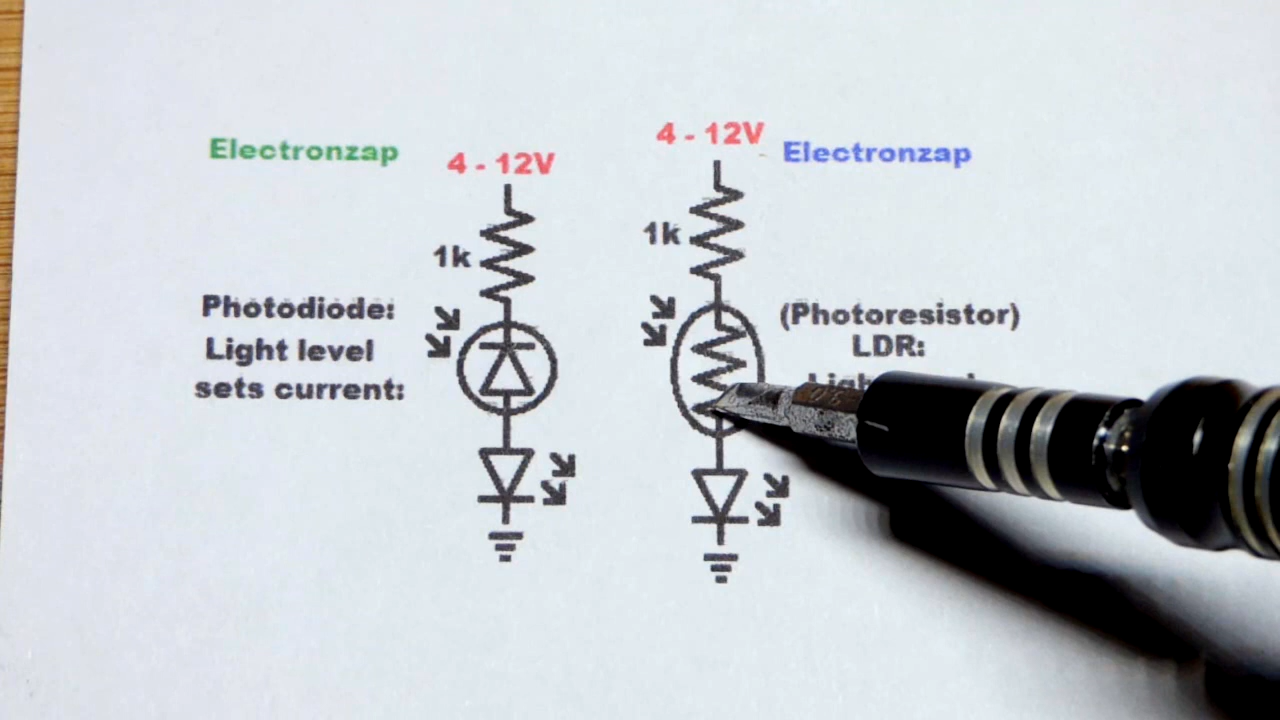 Electronzap
4 - 12V
1k
Photodiode:
Light level
sets current:
4 - 12V
Electronzap
1k
(Photoresistor)
LDR: